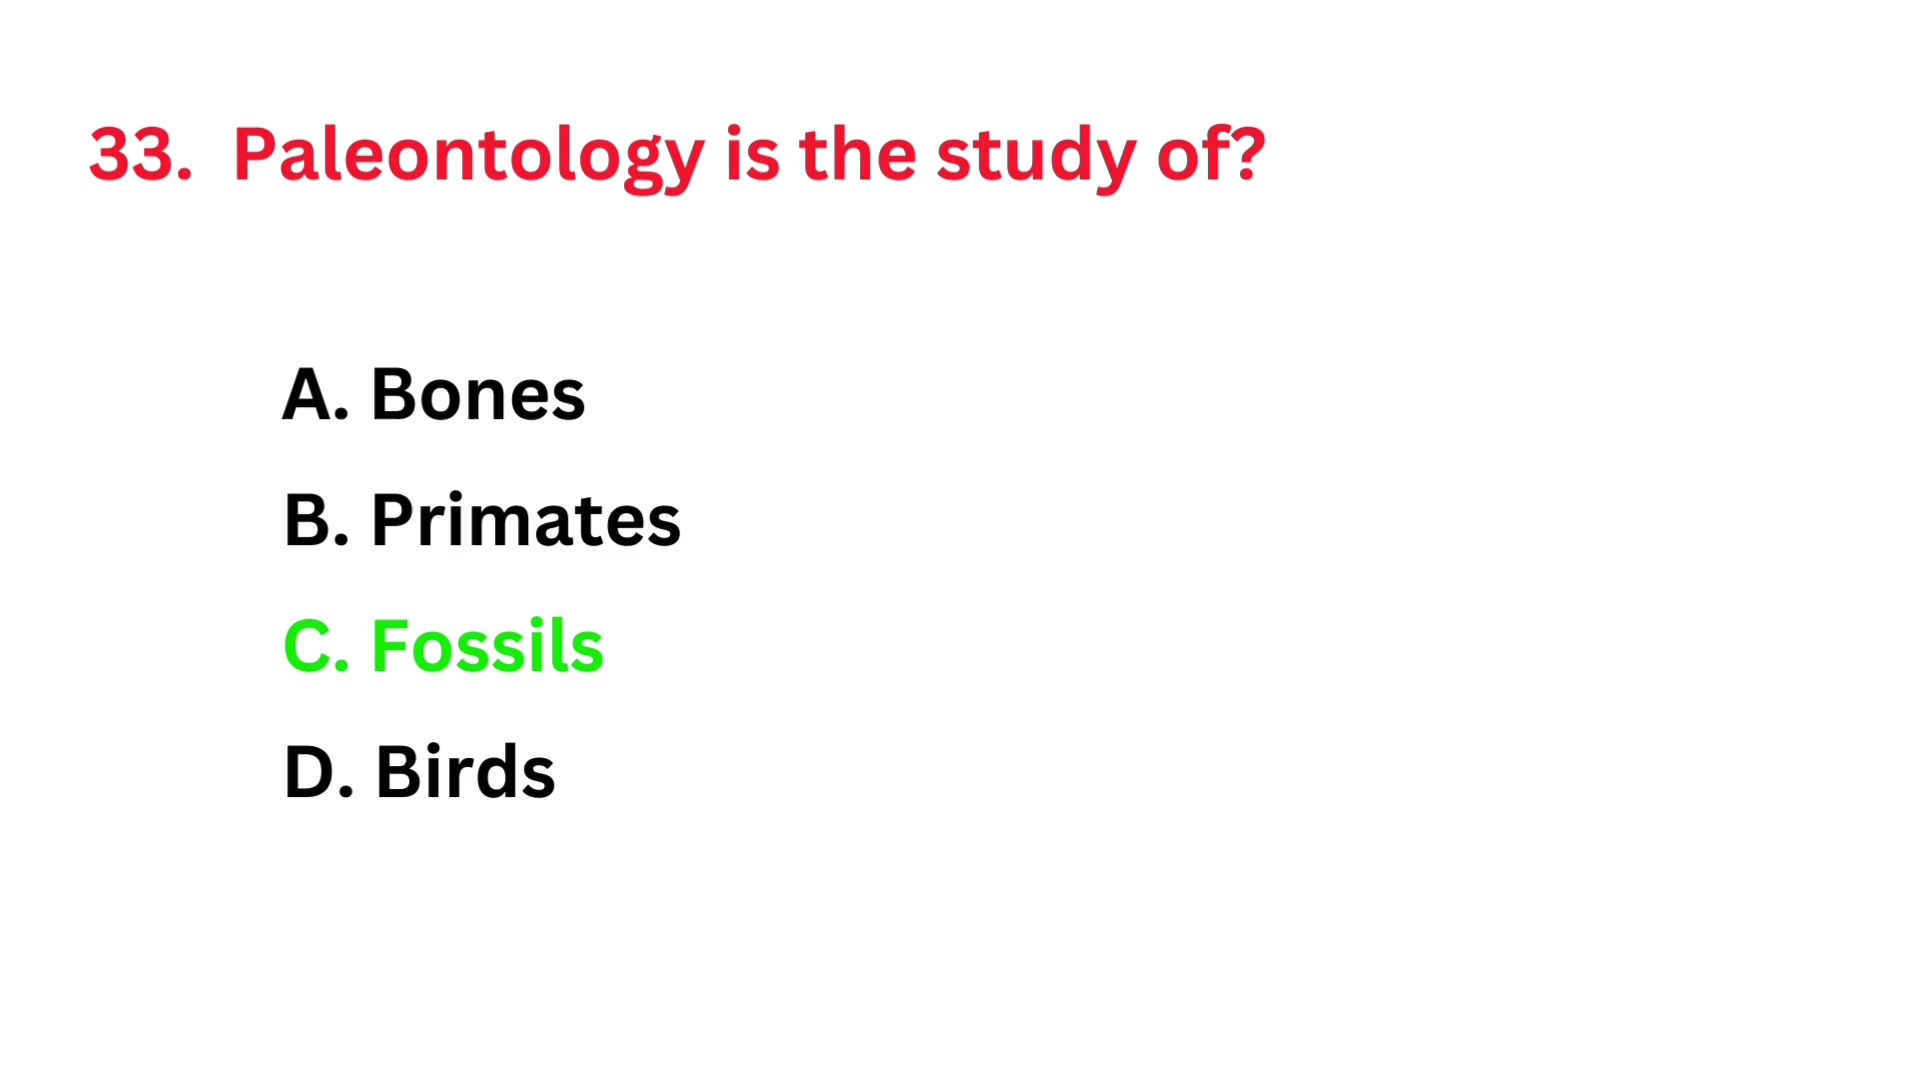 33. Paleontology is the study of?
A. Bones
B. Primates
C. Fossils
D. Birds